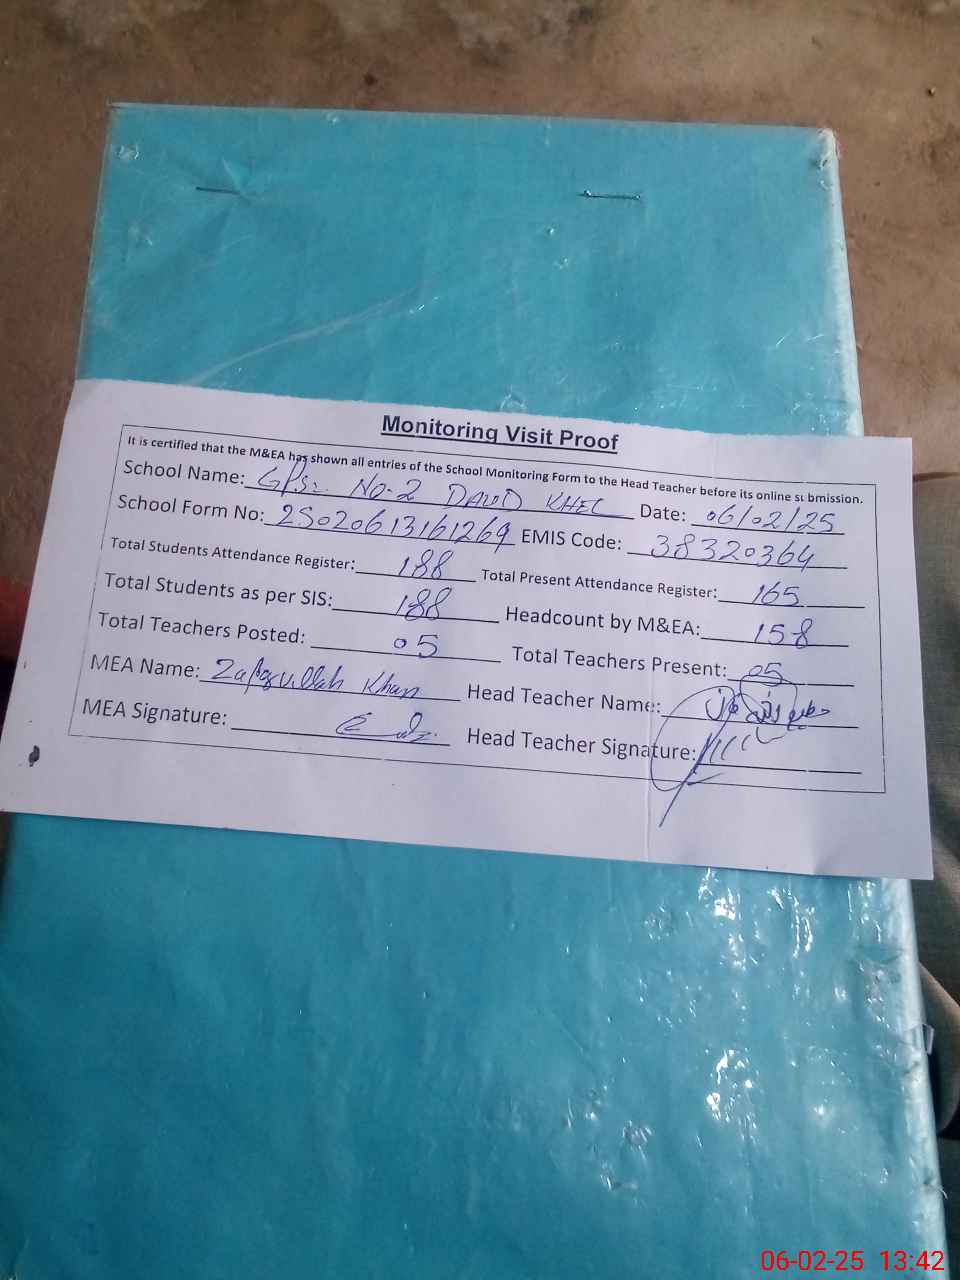 Monitoring Visit Proof
It is certified that the M&EA has shown all entries of the School Monitoring Form to the Head Teacher before its online submission.
School Name: GPS No-2 DAUD KHEL Date: 06/02/25
School Form No: 25020613161269 EMIS Code: 38320364
Total Students Attendance Register: 188 Total Present Attendance Register: 165
Total Students as per SIS: 188 Headcount by M&EA: 158
Total Teachers Posted: 05 Total Teachers Present: 05
MEA Name: Zafarullah Khan Head Teacher Name:
MEA Signature: Head Teacher Signature:
06-02-25 13:42